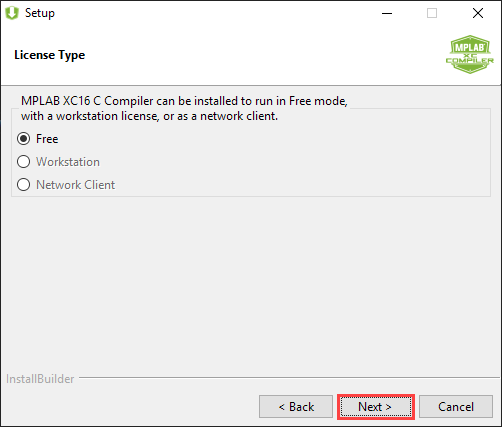 Setup
License Type
MPLAB
XC
COMPILER
MPLAB XC16 C Compiler can be installed to run in Free mode,
with a workstation license, or as a network client.
Free
Workstation
Network Client
InstallBuilder
< Back
Next >
Cancel